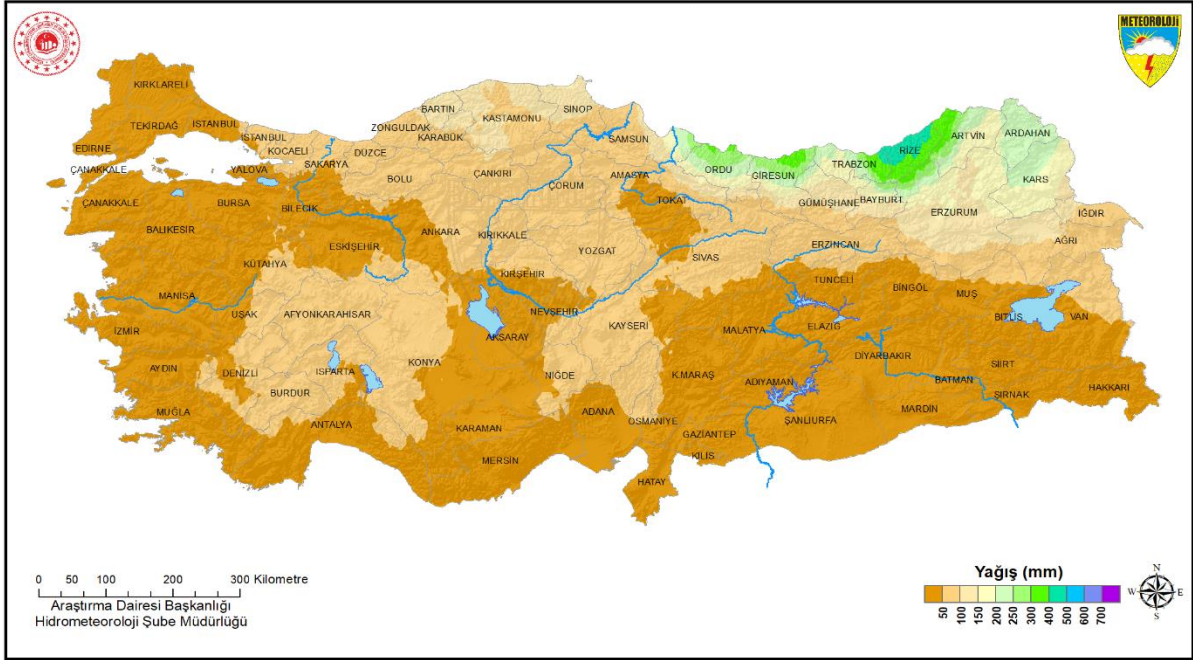 METEOROLOJİ
KIRKLARELİ
TEKİRDAĞ
İSTANBUL
EDİRNE
İSTANBUL
KOCAELİ
YALOVA
SAKARYA
DÜZCE
ZONGULDAK
BARTIN
KARABÜK
KASTAMONU
SİNOP
SAMSUN
ORDU
GİRESUN
TRABZON
RİZE
ARTVİN
ARDAHAN
KARS
IĞDIR
AĞRI
ERZURUM
BAYBURT
GÜMÜŞHANE
ERZİNCAN
AMASYA
TOKAT
ÇORUM
ÇANKIRI
BOLU
ÇANAKKALE
ÇANAKKALE
BURSA
BİLECİK
BALIKESİR
ESKİŞEHİR
ANKARA
KIRIKKALE
YOZGAT
SİVAS
KÜTAHYA
KIRŞEHİR
TUNCELİ
BİNGÖL
MUŞ
MANİSA
UŞAK
AFYONKARAHİSAR
NEVŞEHİR
KAYSERİ
MALATYA
ELAZIĞ
BİTLİS
VAN
İZMİR
AKSARAY
DİYARBAKIR
AYDIN
DENİZLİ
ISPARTA
KONYA
NİĞDE
K.MARAŞ
ADIYAMAN
BATMAN
SİİRT
BURDUR
ŞIRNAK
HAKKARİ
MUĞLA
ANTALYA
KARAMAN
ADANA
OSMANİYE
GAZİANTEP
ŞANLIURFA
MARDİN
MERSİN
KİLİS
HATAY
0 50 100 200 300 Kilometre
Araştırma Dairesi Başkanlığı
Hidrometeoroloji Şube Müdürlüğü
Yağış (mm)
50 100 150 200 250 300 400 500 600 700
N
W E
S